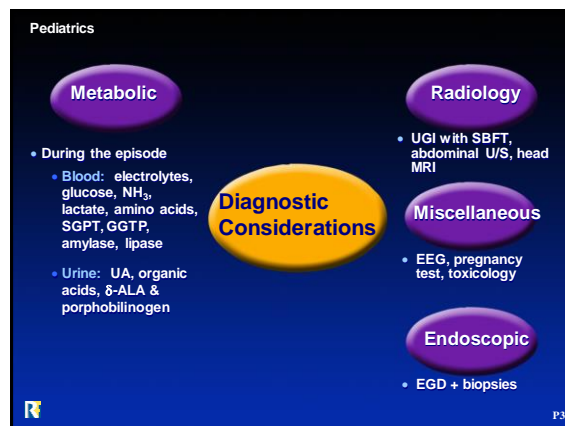 Pediatrics
Metabolic
• During the episode
• Blood: electrolytes,
glucose, NH₃,
lactate, amino acids,
SGPT, GGTP,
amylase, lipase
• Urine: UA, organic
acids, δ-ALA &
porphobilinogen
Diagnostic
Considerations
Radiology
• UGI with SBFT,
abdominal U/S, head
MRI
Miscellaneous
• EEG, pregnancy
test, toxicology
Endoscopic
• EGD + biopsies
P3